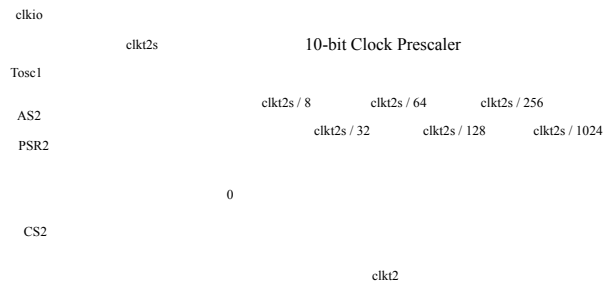 clkio
clkt2s
10-bit Clock Prescaler
Tosc1
clkt2s / 8
clkt2s / 64
clkt2s / 256
AS2
clkt2s / 32
clkt2s / 128
clkt2s / 1024
PSR2
0
CS2
clkt2